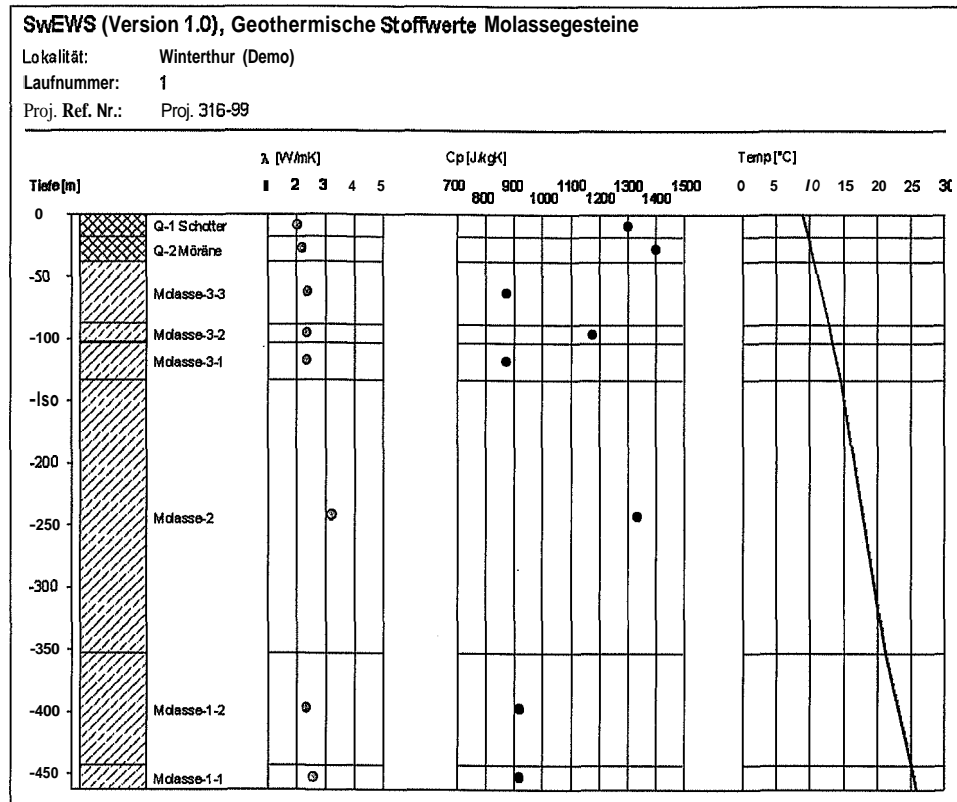 SwEWS (Version 1.0), Geothermische Stoffwerte Molassegesteine
Lokalität: Winterthur (Demo)
Laufnummer: 1
Proj. Ref. Nr.: Proj. 316-99
λ [W/mK] Cp [J/kgK] Temp [°C]
Tiefe [m] 1 2 3 4 5 700 900 1100 1300 1500 0 5 10 15 20 25 30
800 1000 1200 1400
0 Q-1 Schotter
Q-2 Möräne
-50
Molasse-3-3
-100 Molasse-3-2
Molasse-3-1
-150
-200
Molasse-2
-250
-300
-350
-400 Molasse-1-2
-450 Molasse-1-1